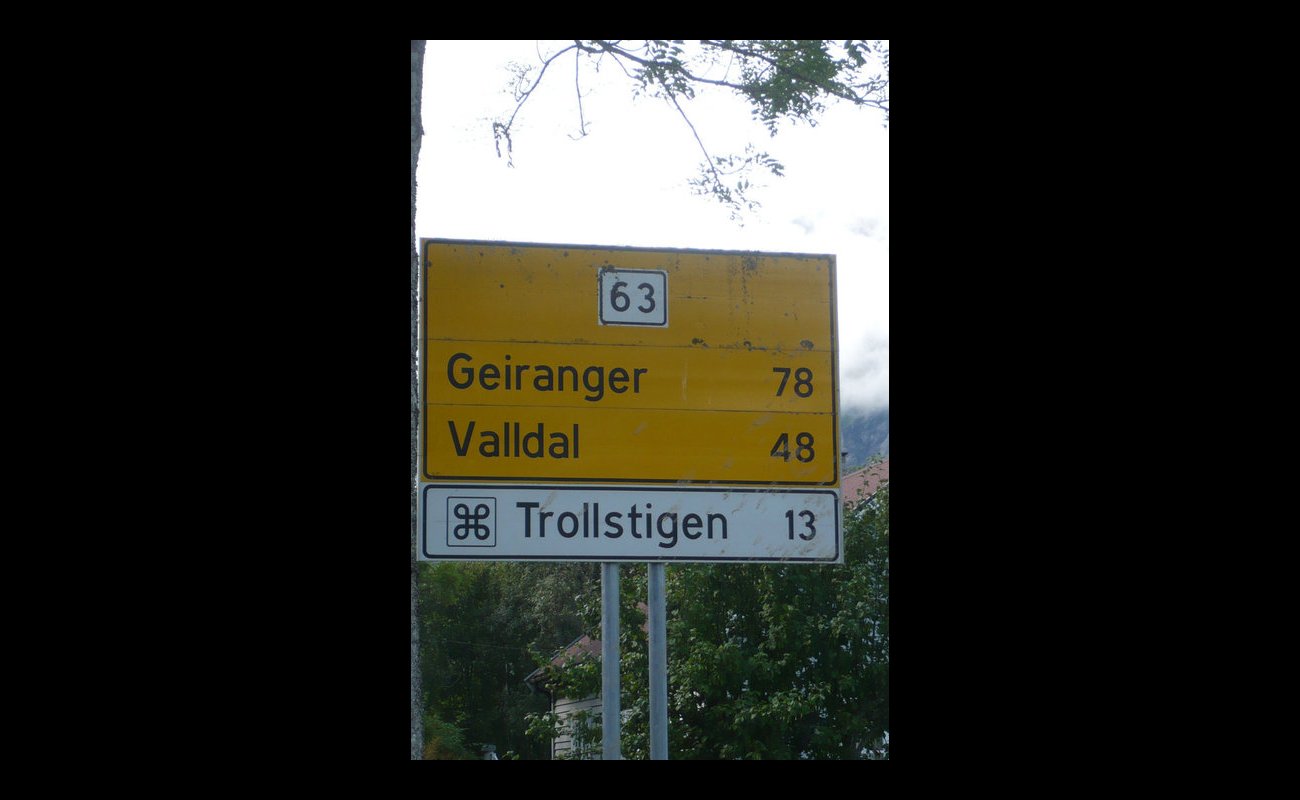 63
Geiranger 78
Valldal 48
⌘ Trollstigen 13